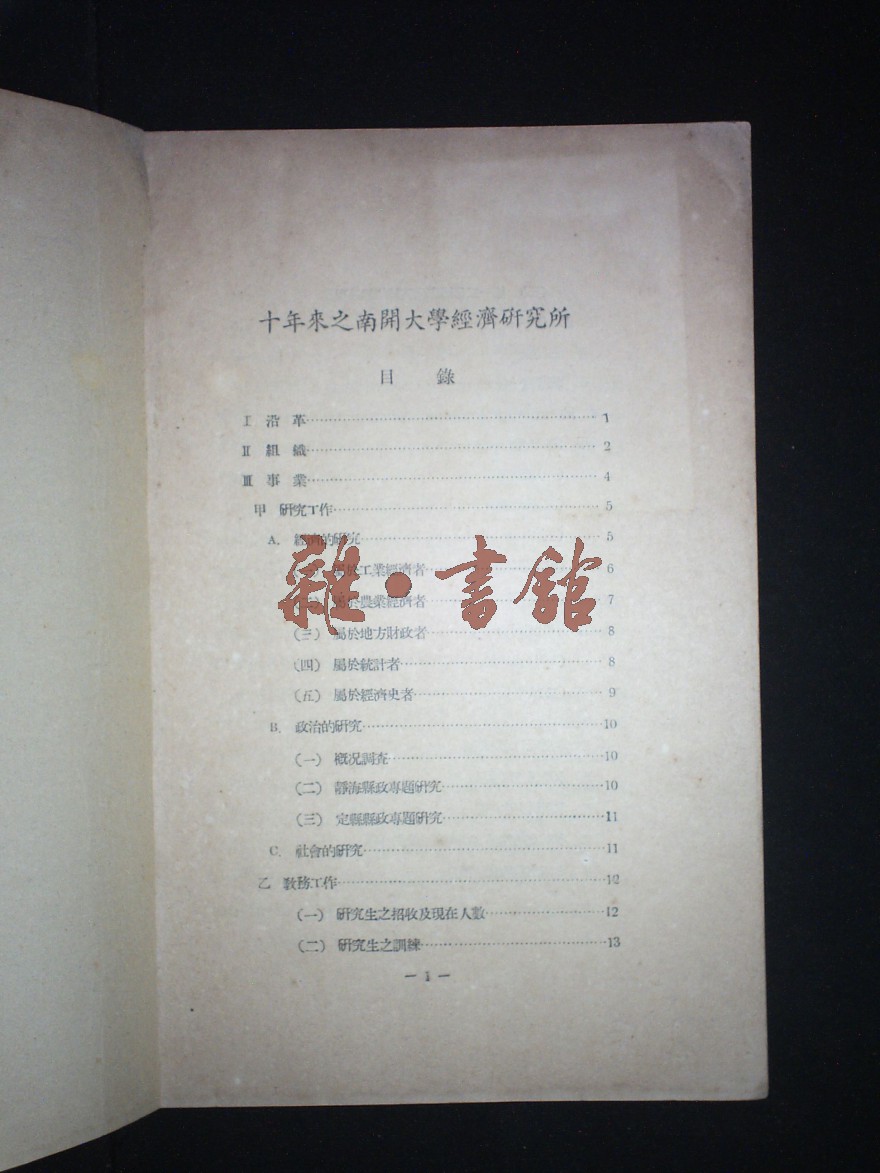 十年來之南開大學經濟研究所
目 錄
I 沿 革 1
II 組 織 2
III 事 業 4
甲 研究工作 5
A. 經濟的研究 5
屬於工業經濟者 6
屬於農業經濟者 7
雜·書館
(三) 屬於地方財政者 8
(四) 屬於統計者 8
(五) 屬於經濟史者 9
B. 政治的研究 10
(一) 概况調查 10
(二) 靜海縣政專題研究 10
(三) 定縣縣政專題研究 11
C. 社會的研究 11
乙 敎務工作 12
(一) 研究生之招收及現在人數 12
(二) 研究生之訓練 13
— 1 —